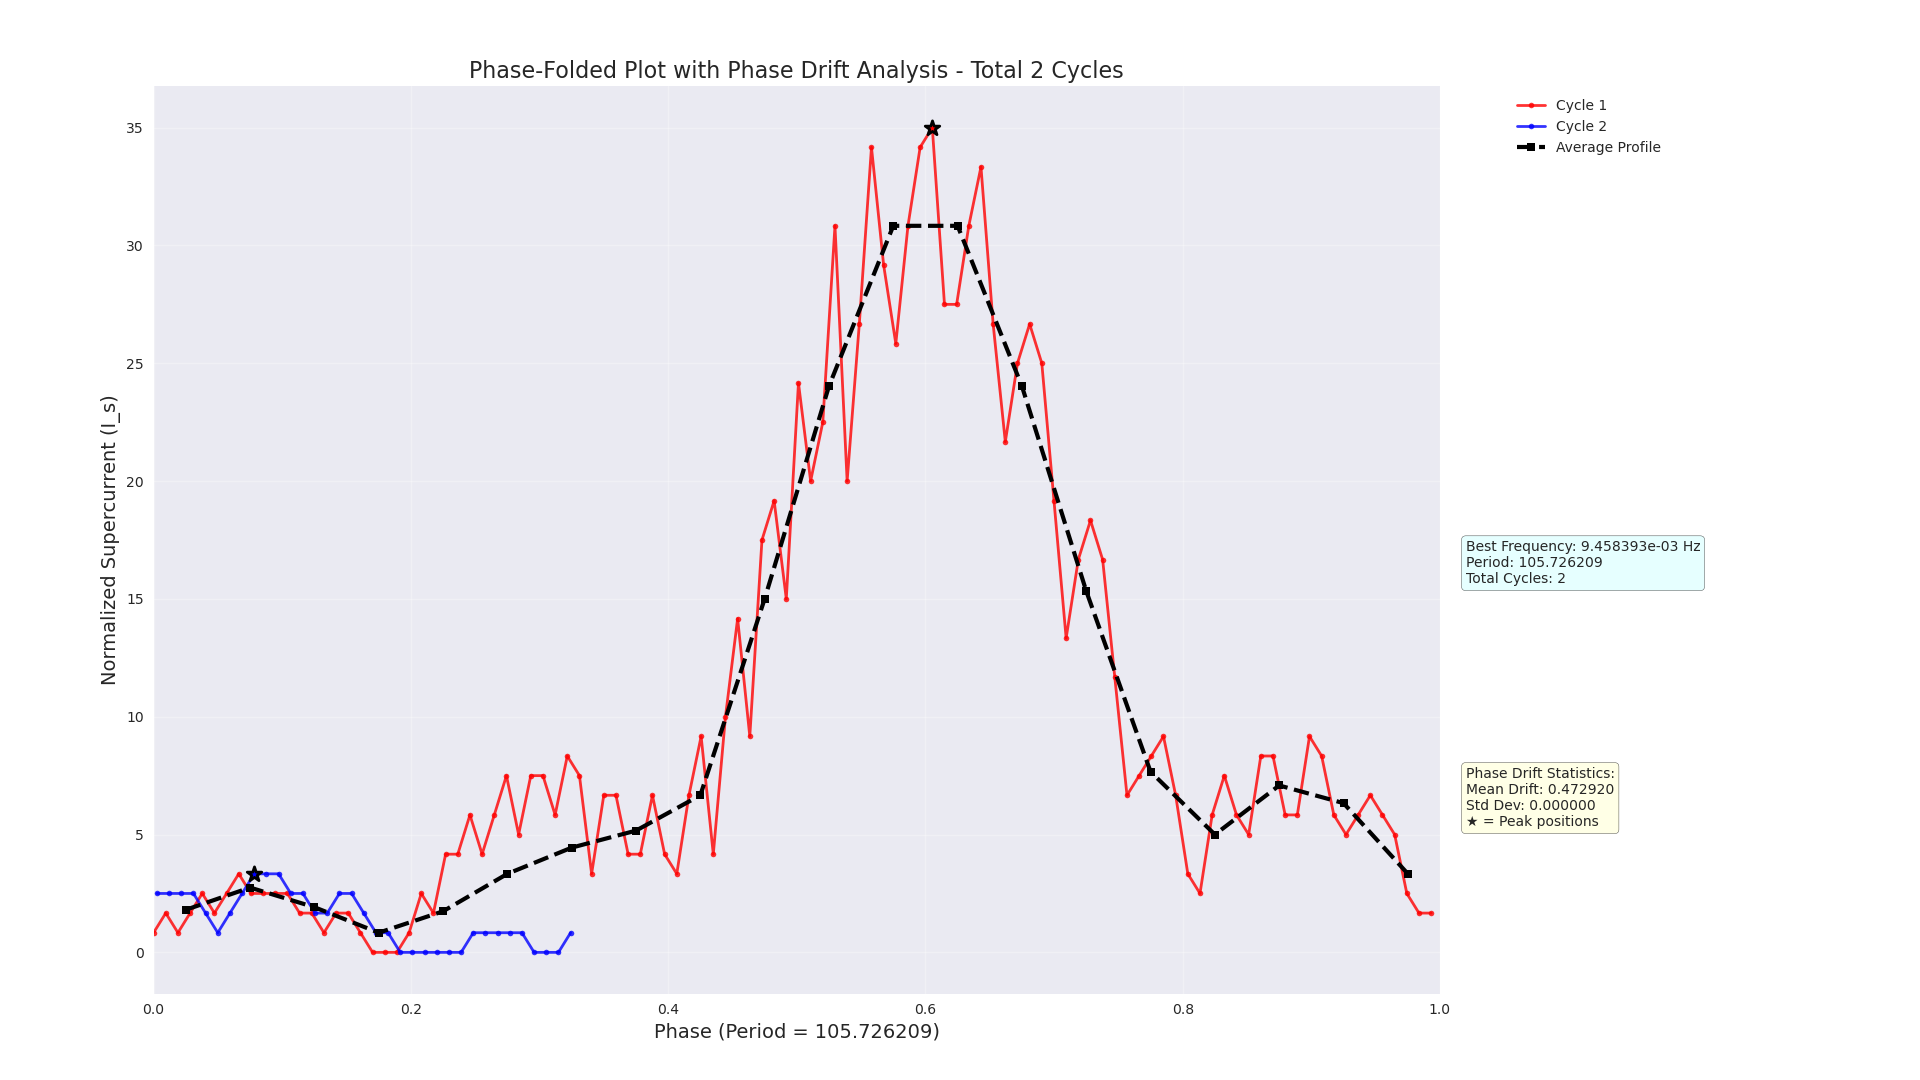 Phase-Folded Plot with Phase Drift Analysis - Total 2 Cycles
Normalized Supercurrent (I_s)
35
30
25
20
15
10
5
0
0.0
0.2
0.4
0.6
0.8
1.0
Phase (Period = 105.726209)
Cycle 1
Cycle 2
Average Profile
Best Frequency: 9.458393e-03 Hz
Period: 105.726209
Total Cycles: 2
Phase Drift Statistics:
Mean Drift: 0.472920
Std Dev: 0.000000
★ = Peak positions